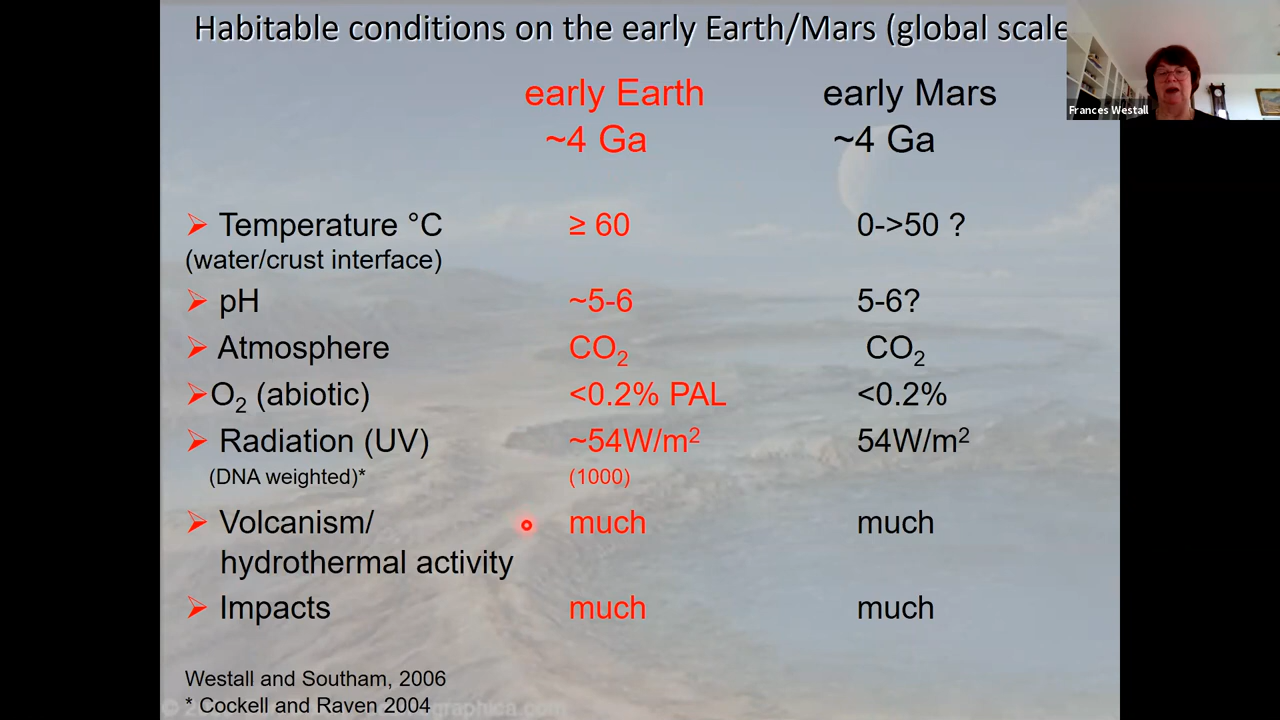 Habitable conditions on the early Earth/Mars (global scale
Frances Westall
early Earth early Mars
~4 Ga ~4 Ga
➢ Temperature °C ≥ 60 0->50 ?
(water/crust interface)
➢ pH ~5-6 5-6?
➢ Atmosphere CO₂ CO₂
➢O₂ (abiotic) <0.2% PAL <0.2%
➢ Radiation (UV) ~54W/m² 54W/m²
(DNA weighted)* (1000)
➢ Volcanism/ much much
hydrothermal activity
➢ Impacts much much
Westall and Southam, 2006
* Cockell and Raven 2004